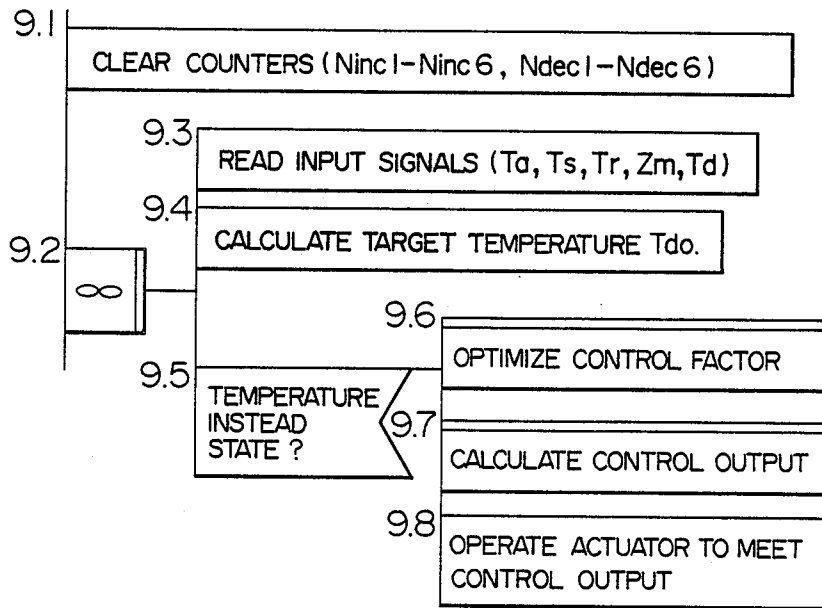 9.1
CLEAR COUNTERS (Ninc1-Ninc6, Ndec1-Ndec6)
9.3
READ INPUT SIGNALS (Ta, Ts, Tr, Zm, Td)
9.4
CALCULATE TARGET TEMPERATURE Tdo.
9.2
∞
9.5
TEMPERATURE
INSTEAD
STATE ?
9.6
OPTIMIZE CONTROL FACTOR
9.7
CALCULATE CONTROL OUTPUT
9.8
OPERATE ACTUATOR TO MEET
CONTROL OUTPUT